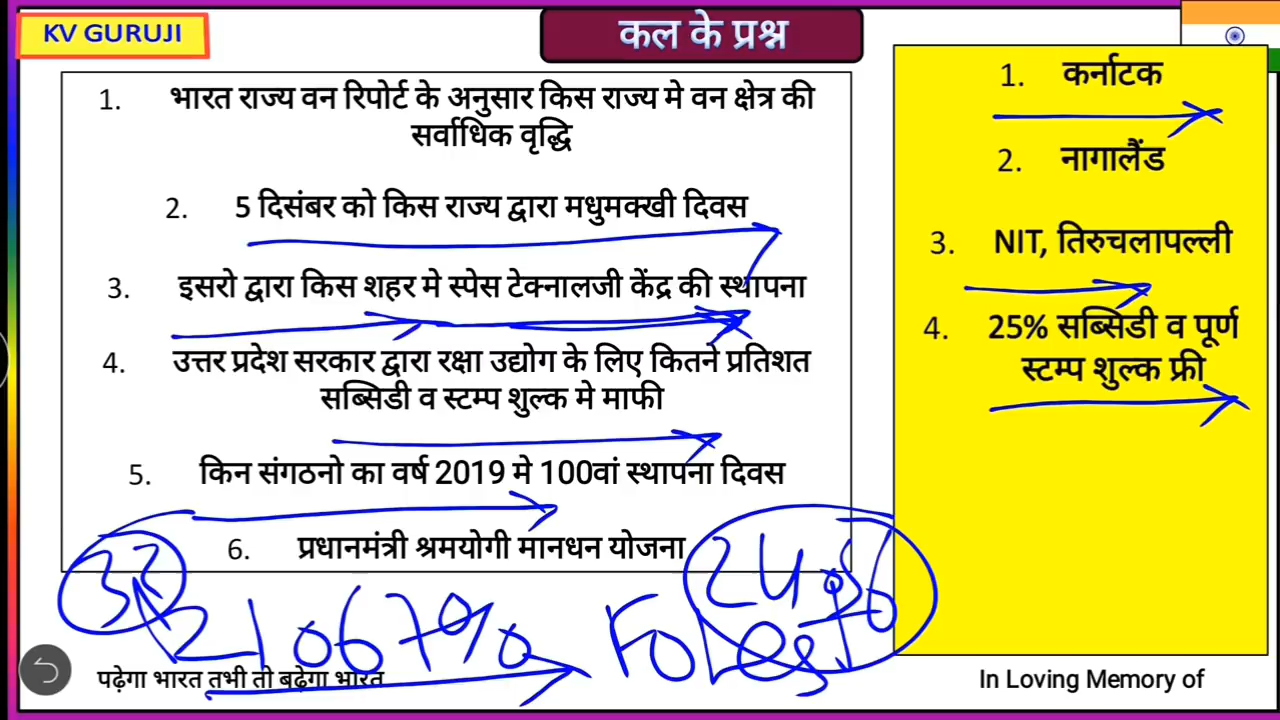 KV GURUJI
कल के प्रश्न
1. भारत राज्य वन रिपोर्ट के अनुसार किस राज्य मे वन क्षेत्र की
सर्वाधिक वृद्धि
2. 5 दिसंबर को किस राज्य द्वारा मधुमक्खी दिवस
3. इसरो द्वारा किस शहर मे स्पेस टेक्नालजी केंद्र की स्थापना
4. उत्तर प्रदेश सरकार द्वारा रक्षा उद्योग के लिए कितने प्रतिशत
सब्सिडी व स्टम्प शुल्क मे माफी
5. किन संगठनो का वर्ष 2019 मे 100वां स्थापना दिवस
6. प्रधानमंत्री श्रमयोगी मानधन योजना
1. कर्नाटक
2. नागालैंड
3. NIT, तिरुचलापल्ली
4. 25% सब्सिडी व पूर्ण
स्टम्प शुल्क फ्री
33
21067%
Forest
पढ़ेगा भारत तभी तो बढ़ेगा भारत
In Loving Memory of